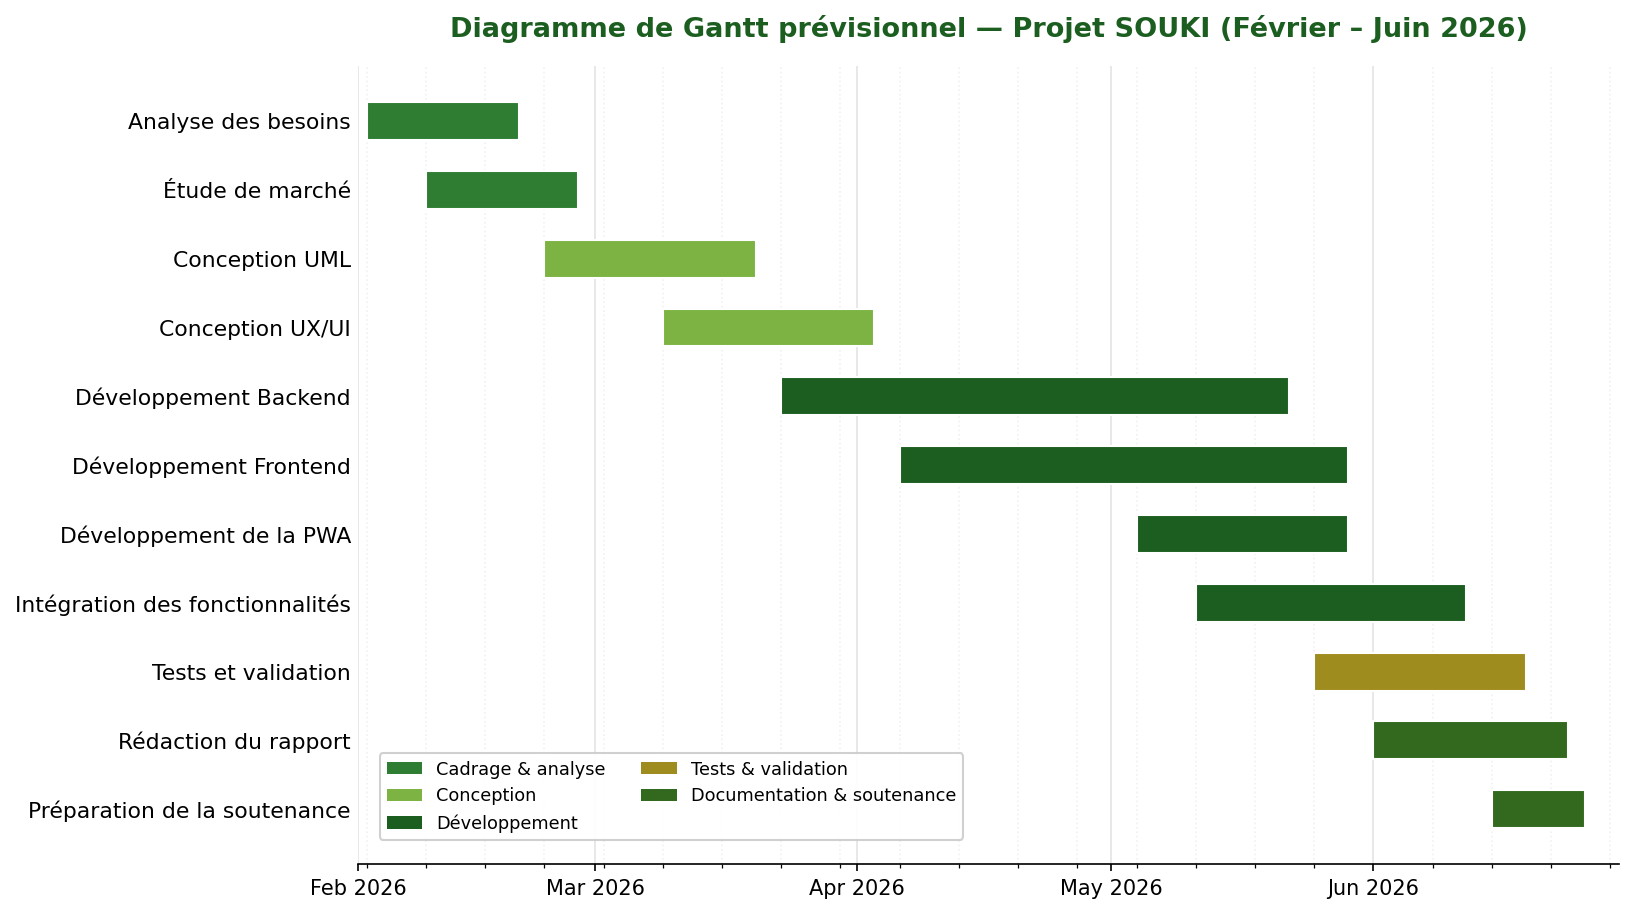 Diagramme de Gantt prévisionnel — Projet SOUKI (Février – Juin 2026)
Analyse des besoins
Étude de marché
Conception UML
Conception UX/UI
Développement Backend
Développement Frontend
Développement de la PWA
Intégration des fonctionnalités
Tests et validation
Rédaction du rapport
Préparation de la soutenance
Cadrage & analyse
Conception
Développement
Tests & validation
Documentation & soutenance
Feb 2026
Mar 2026
Apr 2026
May 2026
Jun 2026